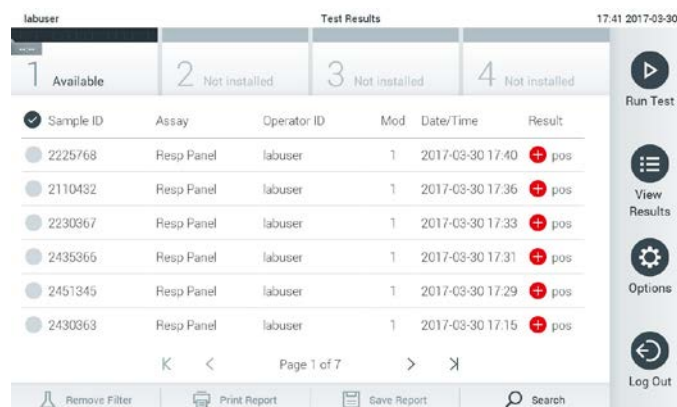 labuser Test Results 17:41 2017-03-30
1 Available 2 Not installed 3 Not installed 4 Not installed
Run Test
Sample ID Assay Operator ID Mod Date/Time Result
2225768 Resp Panel labuser 1 2017-03-30 17:40 pos
2110432 Resp Panel labuser 1 2017-03-30 17:36 pos
View Results
2230367 Resp Panel labuser 1 2017-03-30 17:33 pos
2435366 Resp Panel labuser 1 2017-03-30 17:31 pos
Options
2451345 Resp Panel labuser 1 2017-03-30 17:29 pos
2430363 Resp Panel labuser 1 2017-03-30 17:15 pos
Page 1 of 7
Log Out
Remove Filter Print Report Save Report Search